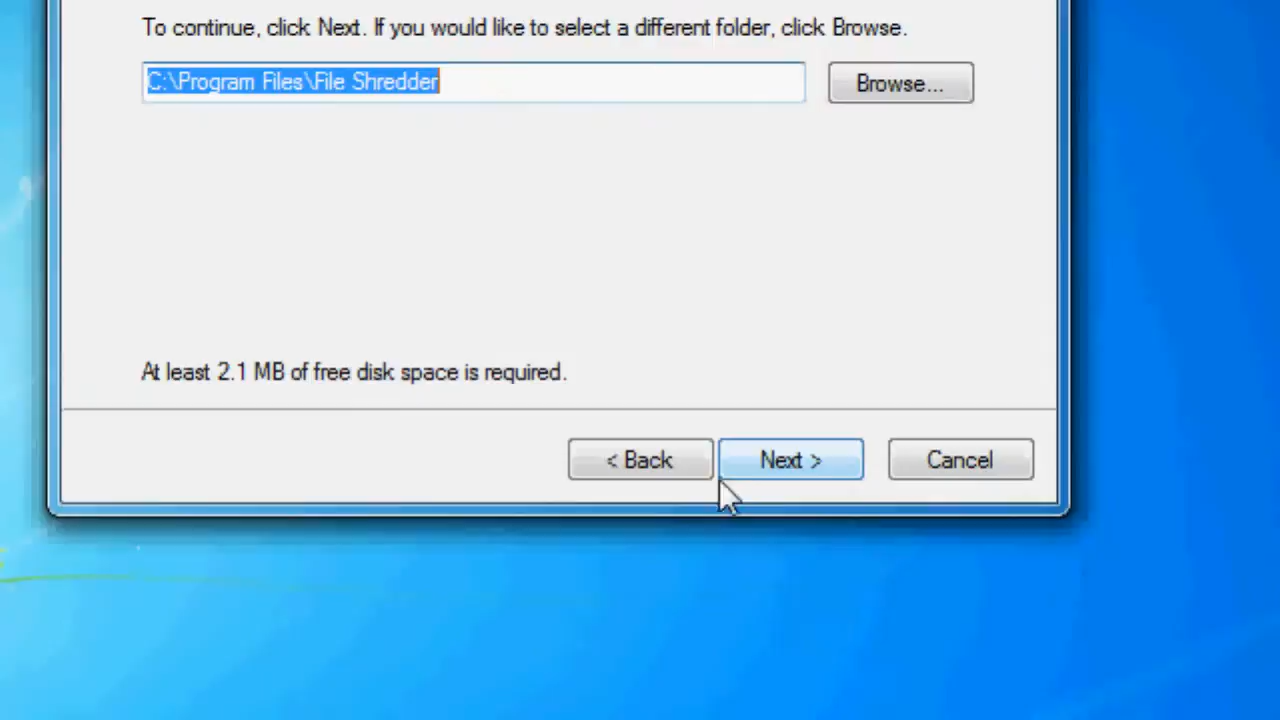 To continue, click Next. If you would like to select a different folder, click Browse.
C:\Program Files\File Shredder
Browse...
At least 2.1 MB of free disk space is required.
< Back
Next >
Cancel